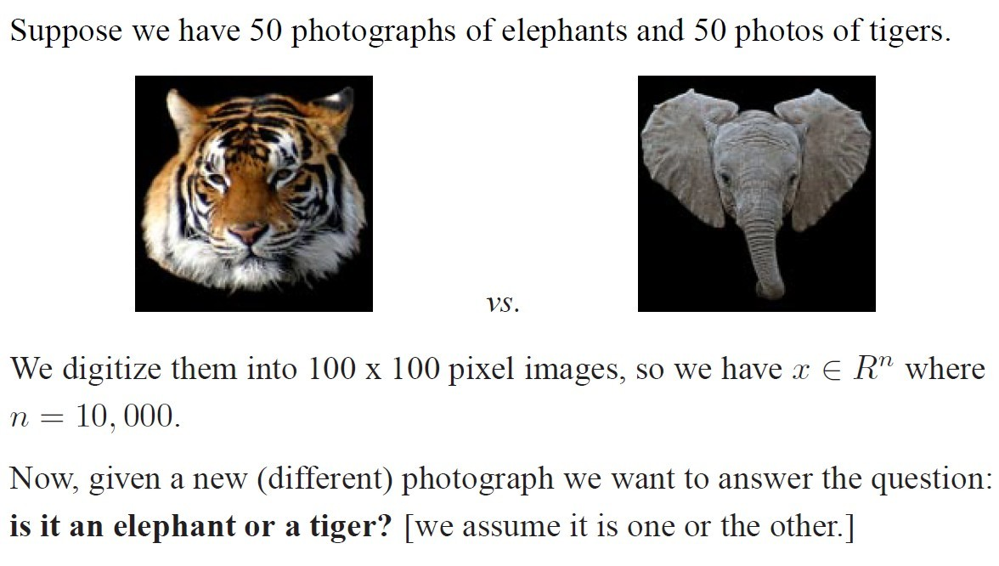 Suppose we have 50 photographs of elephants and 50 photos of tigers.
vs.
We digitize them into 100 x 100 pixel images, so we have x ∈ Rⁿ where
n = 10, 000.
Now, given a new (different) photograph we want to answer the question:
is it an elephant or a tiger? [we assume it is one or the other.]